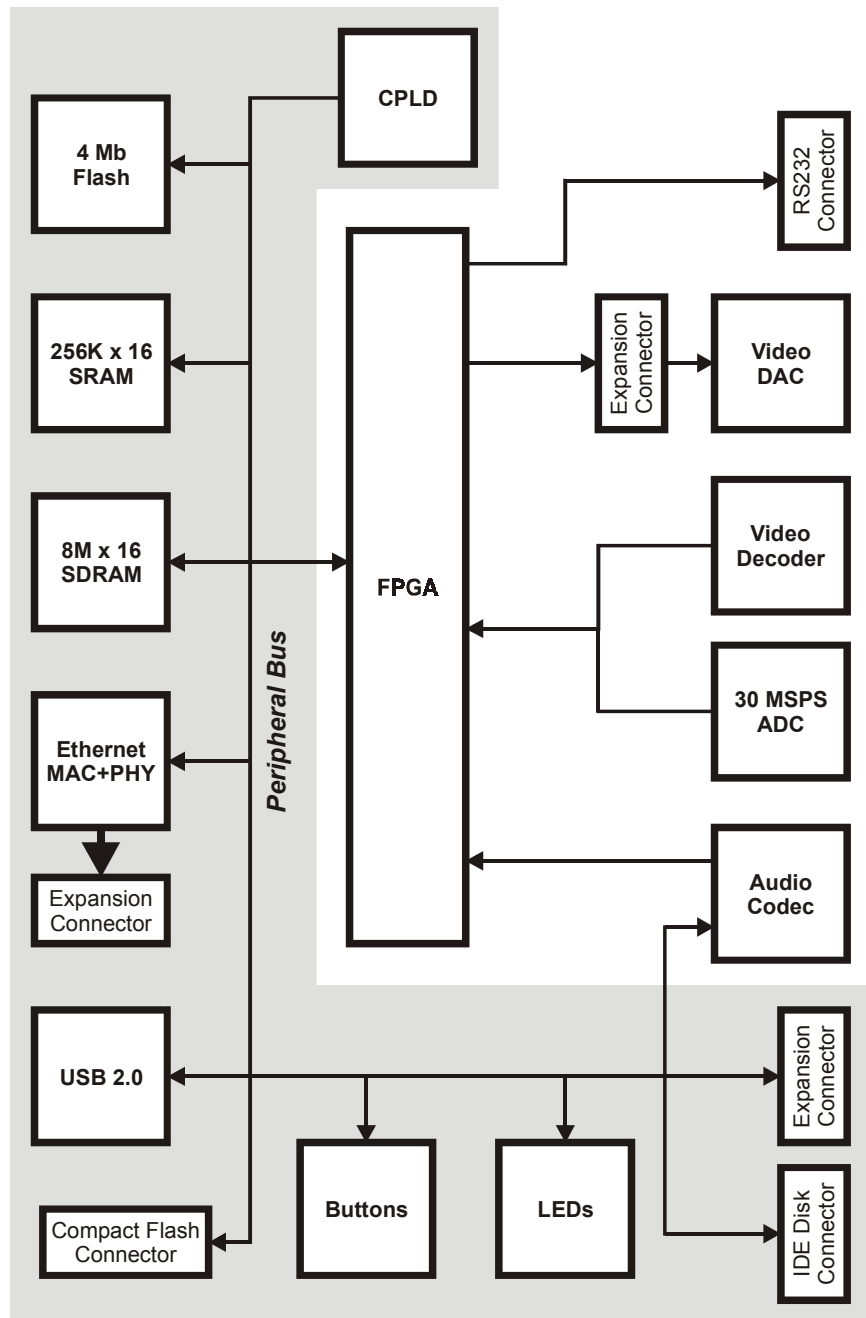 CPLD
4 Mb
Flash
RS232
Connector
256K x 16
SRAM
Expansion
Connector
Video
DAC
8M x 16
SDRAM
FPGA
Video
Decoder
Peripheral Bus
Ethernet
MAC+PHY
30 MSPS
ADC
Expansion
Connector
Audio
Codec
USB 2.0
Expansion
Connector
Buttons
LEDs
Compact Flash
Connector
IDE Disk
Connector